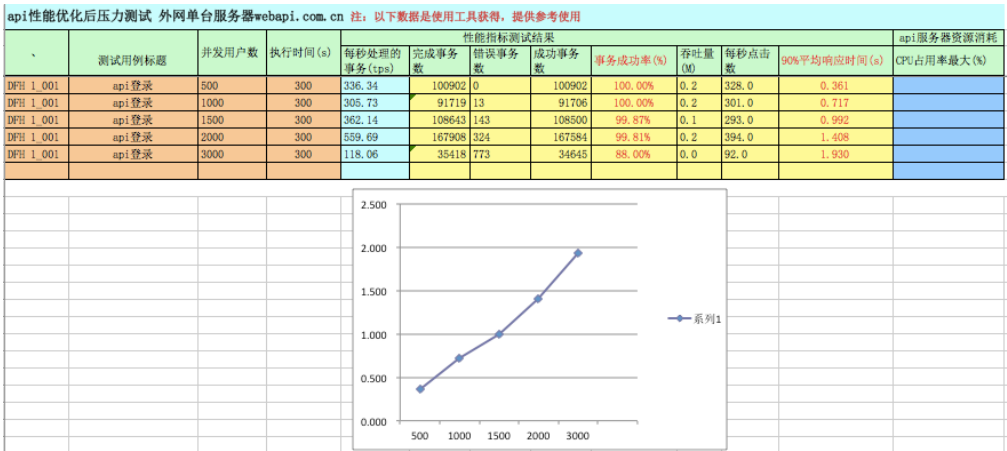 api性能优化后压力测试 外网单台服务器webapi.com.cn 注: 以下数据是使用工具获得, 提供参考使用
性能指标测试结果 api服务器资源消耗
、 测试用例标题 并发用户数 执行时间(s) 每秒处理的事务(tps) 完成事务数 错误事务数 成功事务数 事务成功率(%) 吞吐量(M) 每秒点击数 90%平均响应时间(s) CPU占用率最大(%)
DFH 1_001 api登录 500 300 336.34 100902 0 100902 100.00% 0.2 328.0 0.361
DFH 1_001 api登录 1000 300 305.73 91719 13 91706 100.00% 0.2 301.0 0.717
DFH 1_001 api登录 1500 300 362.14 108643 143 108500 99.87% 0.1 293.0 0.992
DFH 1_001 api登录 2000 300 559.69 167908 324 167584 99.81% 0.2 394.0 1.408
DFH 1_001 api登录 3000 300 118.06 35418 773 34645 88.00% 0.0 92.0 1.930
2.500
2.000
1.500
1.000
0.500
0.000
500 1000 1500 2000 3000
系列1